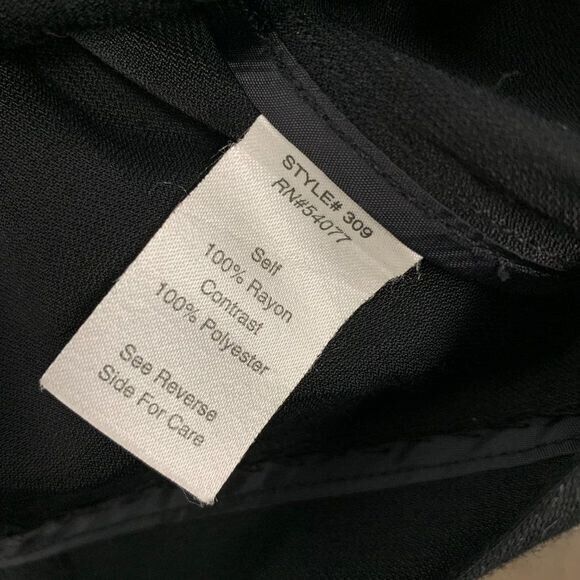 STYLE# 309
RN#54077
Self
100% Rayon
Contrast
100% Polyester
See Reverse
Side For Care